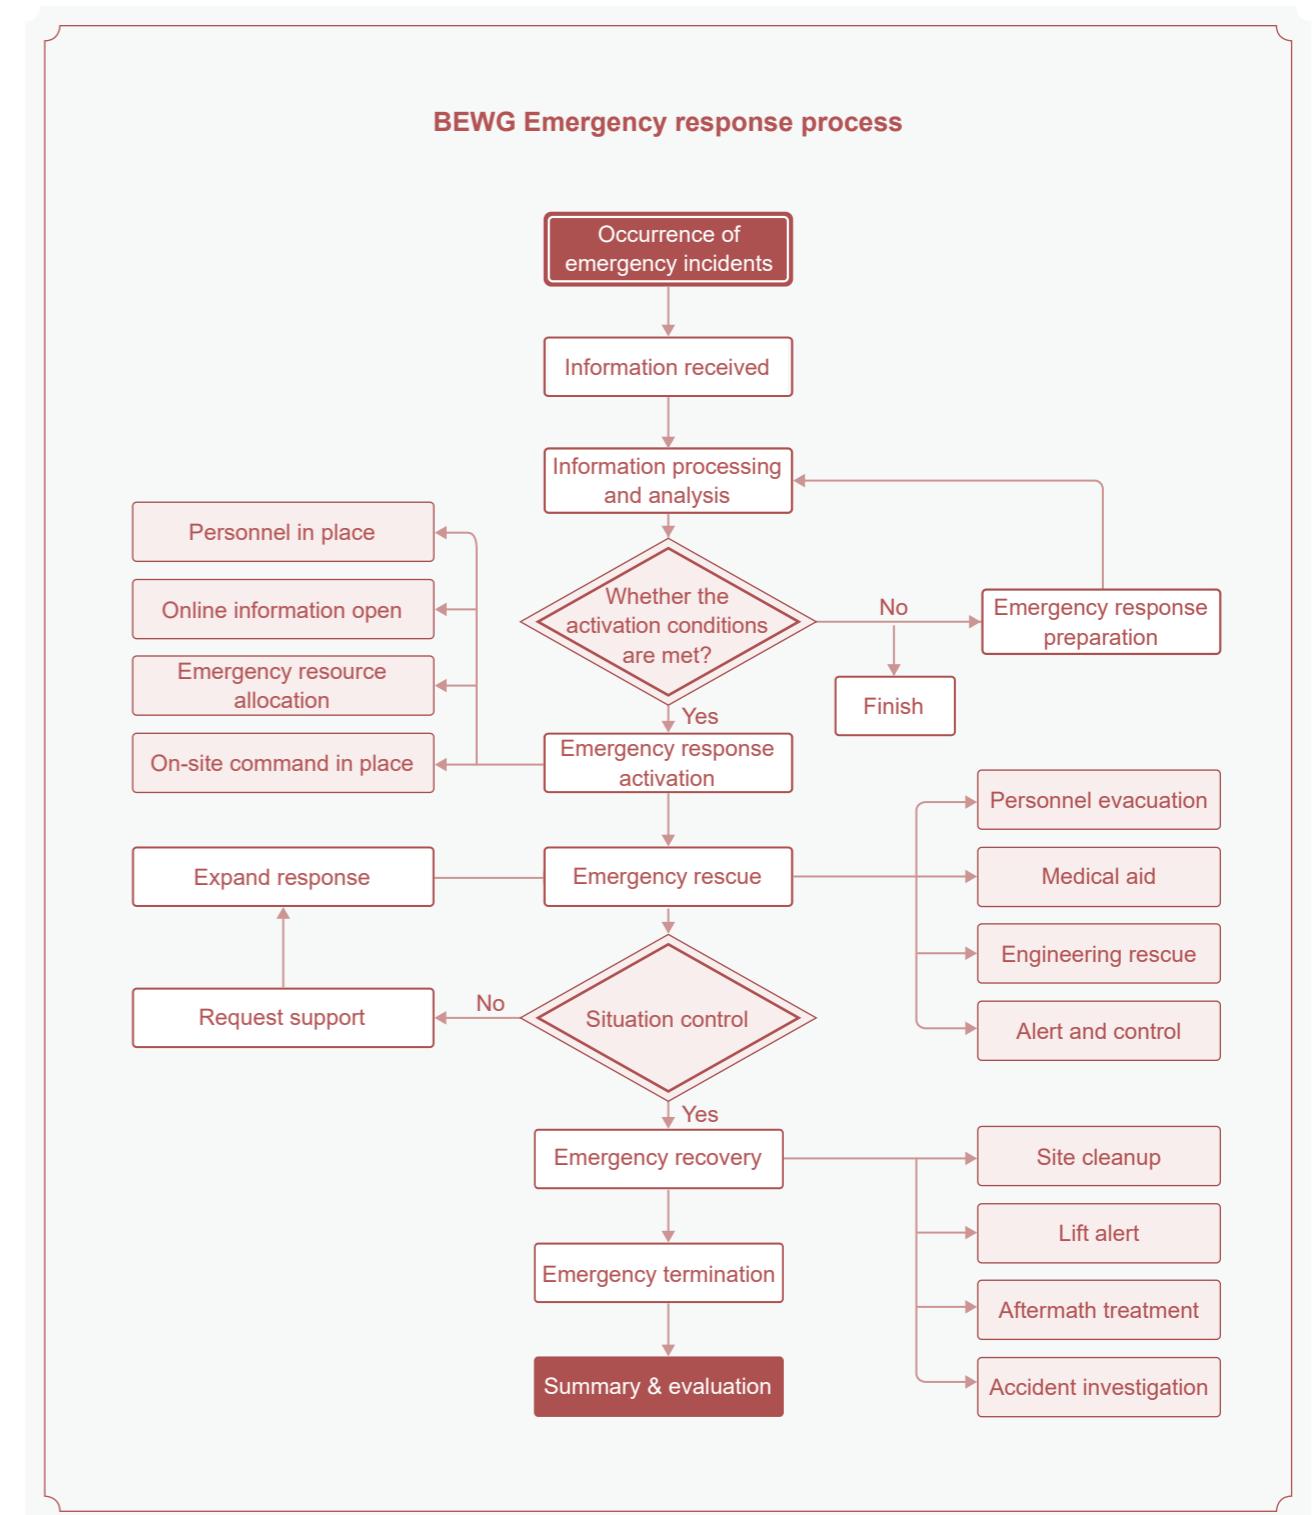 BEWG Emergency response process
Occurrence of
emergency incidents
Information received
Information processing
and analysis
Personnel in place
Online information open
Emergency resource
allocation
On-site command in place
Whether the
activation conditions
are met?
No
Emergency response
preparation
Finish
Yes
Emergency response
activation
Personnel evacuation
Expand response
Emergency rescue
Medical aid
Engineering rescue
Alert and control
Request support
No
Situation control
Yes
Emergency recovery
Site cleanup
Lift alert
Emergency termination
Aftermath treatment
Summary & evaluation
Accident investigation